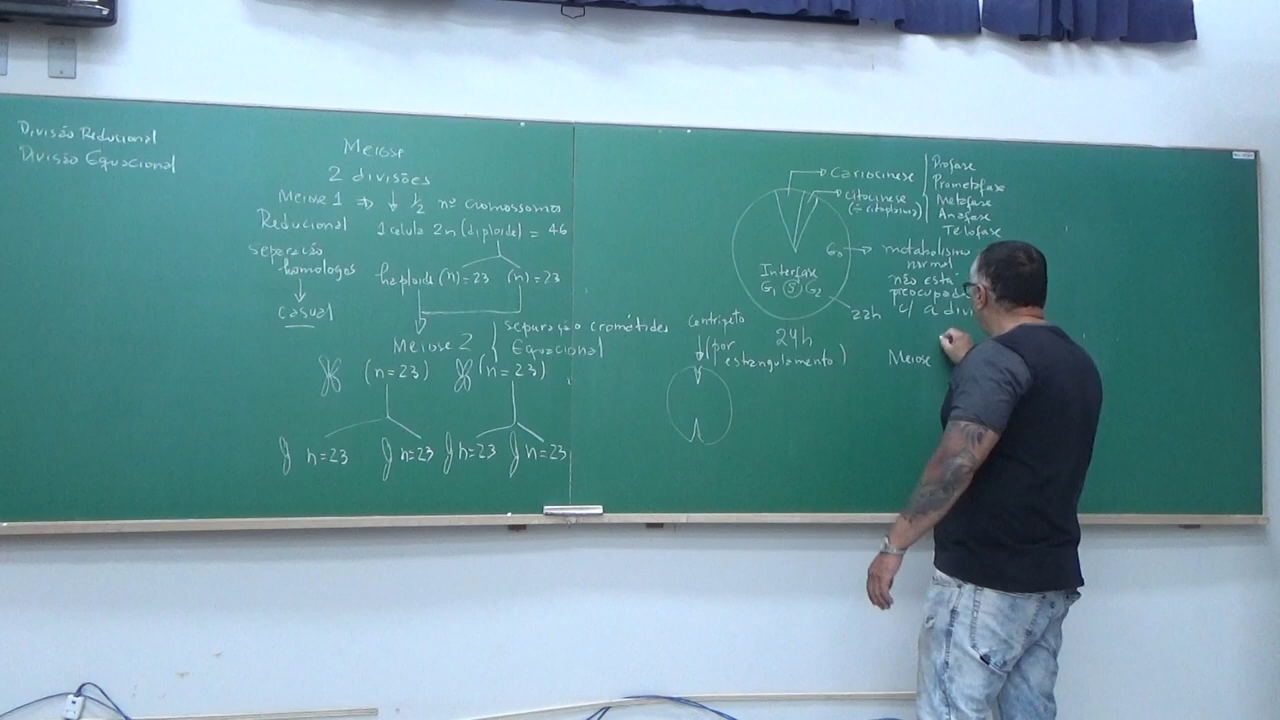 Divisão Reducional
Divisão Equacional
Meiose
2 divisões
Meiose 1 ⇒ ↓ 1/2 nº cromossomos
Reducional 1 célula 2n (diploide) = 46
separação
homologos
haploide (n)=23 (n)=23
casual
Meiose 2
separação cromátides
Equacional
(n=23) (n=23)
n=23 n=23 n=23 n=23
Cariocinese
citocinese
(÷ citoplasma)
Prófase
Prometáfase
Metáfase
Anáfase
Telófase
G₀ → metabolismo
normal
não está
preocupada
c/ a divi
Interfase
G₁ S G₂
22h
24h
Centrípeto
(por
estrangulamento)
Meiose